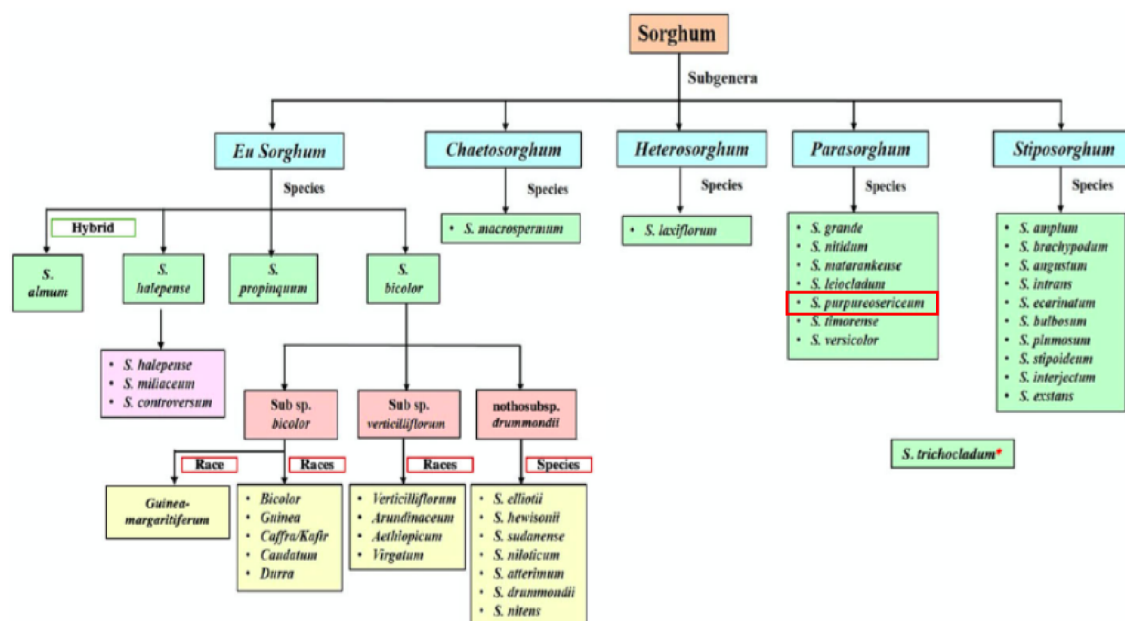 Sorghum
Subgenera
Eu Sorghum
Chaetosorghum
Heterosorghum
Parasorghum
Stiposorghum
Species
Species
Species
Species
Species
Hybrid
S.
almum
S.
halepense
S.
propinquum
S.
bicolor
• S. macrospermum
• S. laxiflorum
• S. grande
• S. nitidum
• S. matarankense
• S. leiocladum
• S. purpureosericeum
• S. timorense
• S. versicolor
• S. amplum
• S. brachypodum
• S. angustum
• S. intrans
• S. ecarinatum
• S. bulbosum
• S. plumosum
• S. stipoideum
• S. interjectum
• S. exstans
• S. halepense
• S. miliaceum
• S. controversum
Sub sp.
bicolor
Sub sp.
verticilliflorum
nothosubsp.
drummondii
S. trichocladum*
Race
Races
Races
Species
Guinea-
margaritiferum
• Bicolor
• Guinea
• Caffra/Kafir
• Caudatum
• Durra
• Verticilliflorum
• Arundinaceum
• Aethiopicum
• Virgatum
• S. elliotii
• S. hewisonii
• S. sudanense
• S. niloticum
• S. atterimum
• S. drummondii
• S. nitens